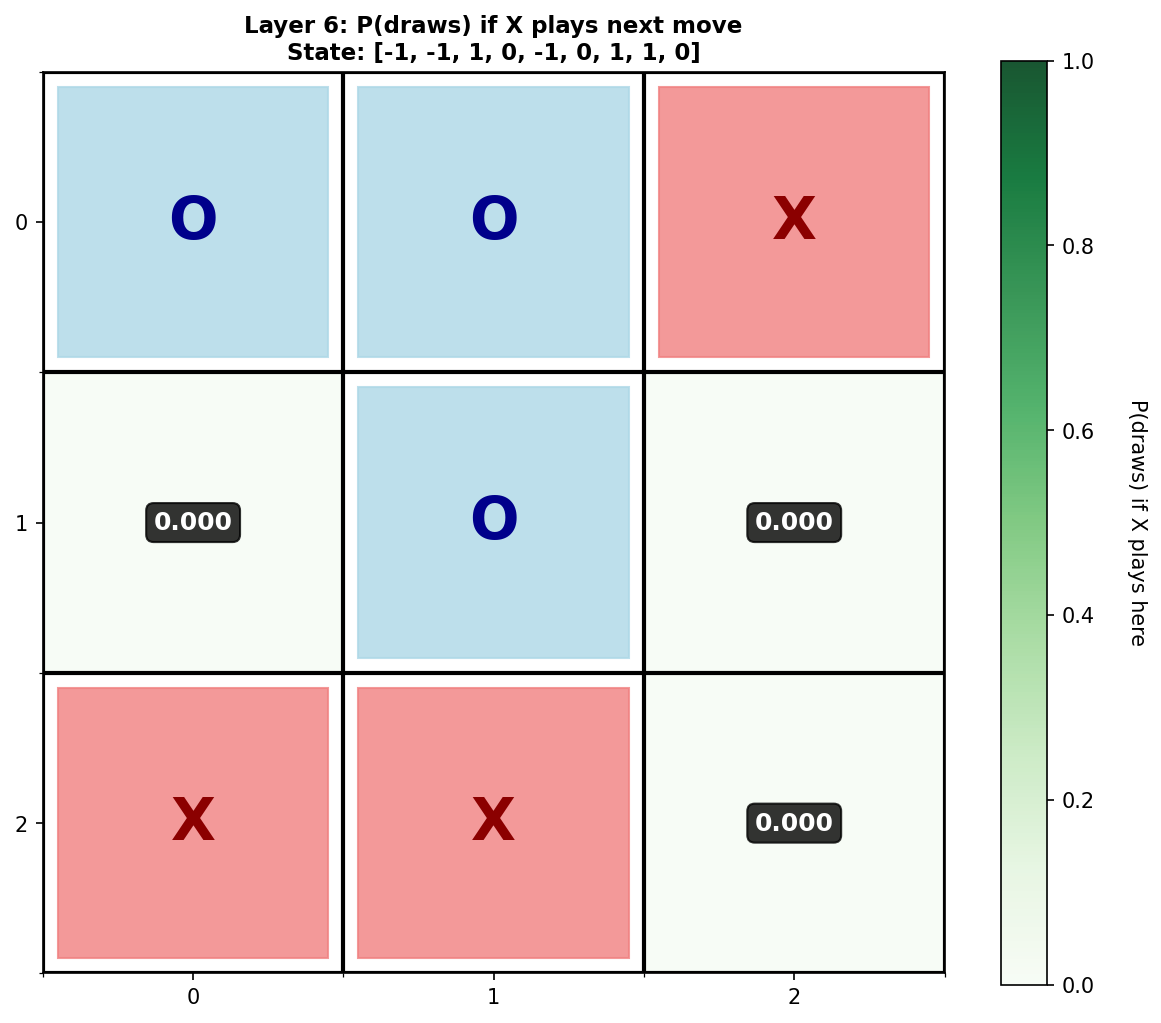 Layer 6: P(draws) if X plays next move
State: [-1, -1, 1, 0, -1, 0, 1, 1, 0]
0
O
O
X
1
0.000
O
0.000
2
X
X
0.000
0
1
2
1.0
0.8
0.6
0.4
0.2
0.0
P(draws) if X plays here